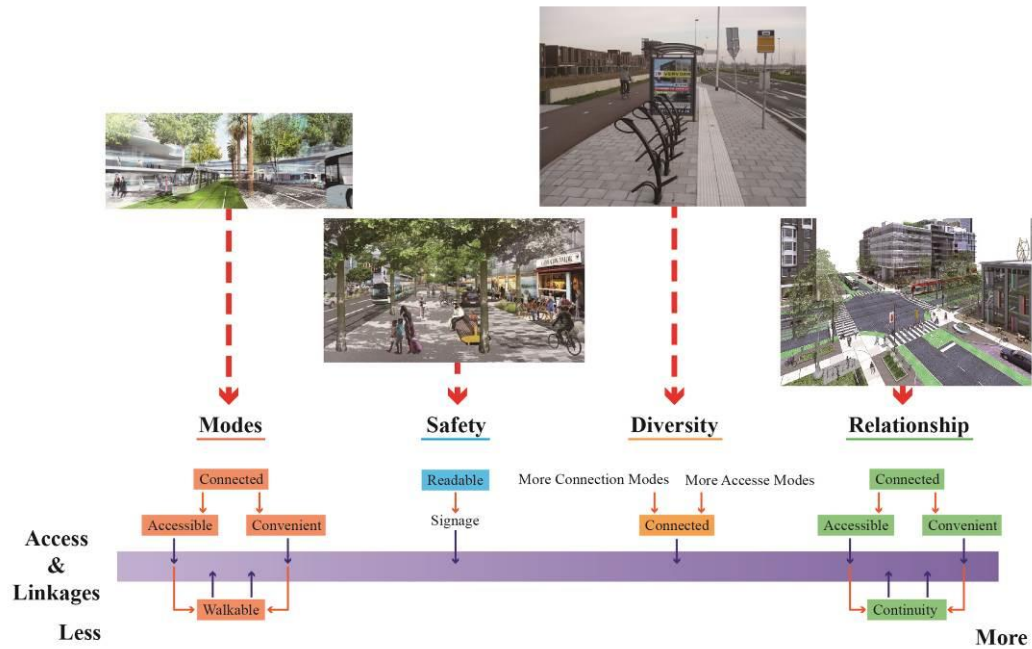 Modes
Safety
Diversity
Relationship
Connected
Readable
More Connection Modes
More Accesse Modes
Connected
Accessible
Convenient
Signage
Connected
Accessible
Convenient
Access
&
Linkages
Walkable
Continuity
Less
More